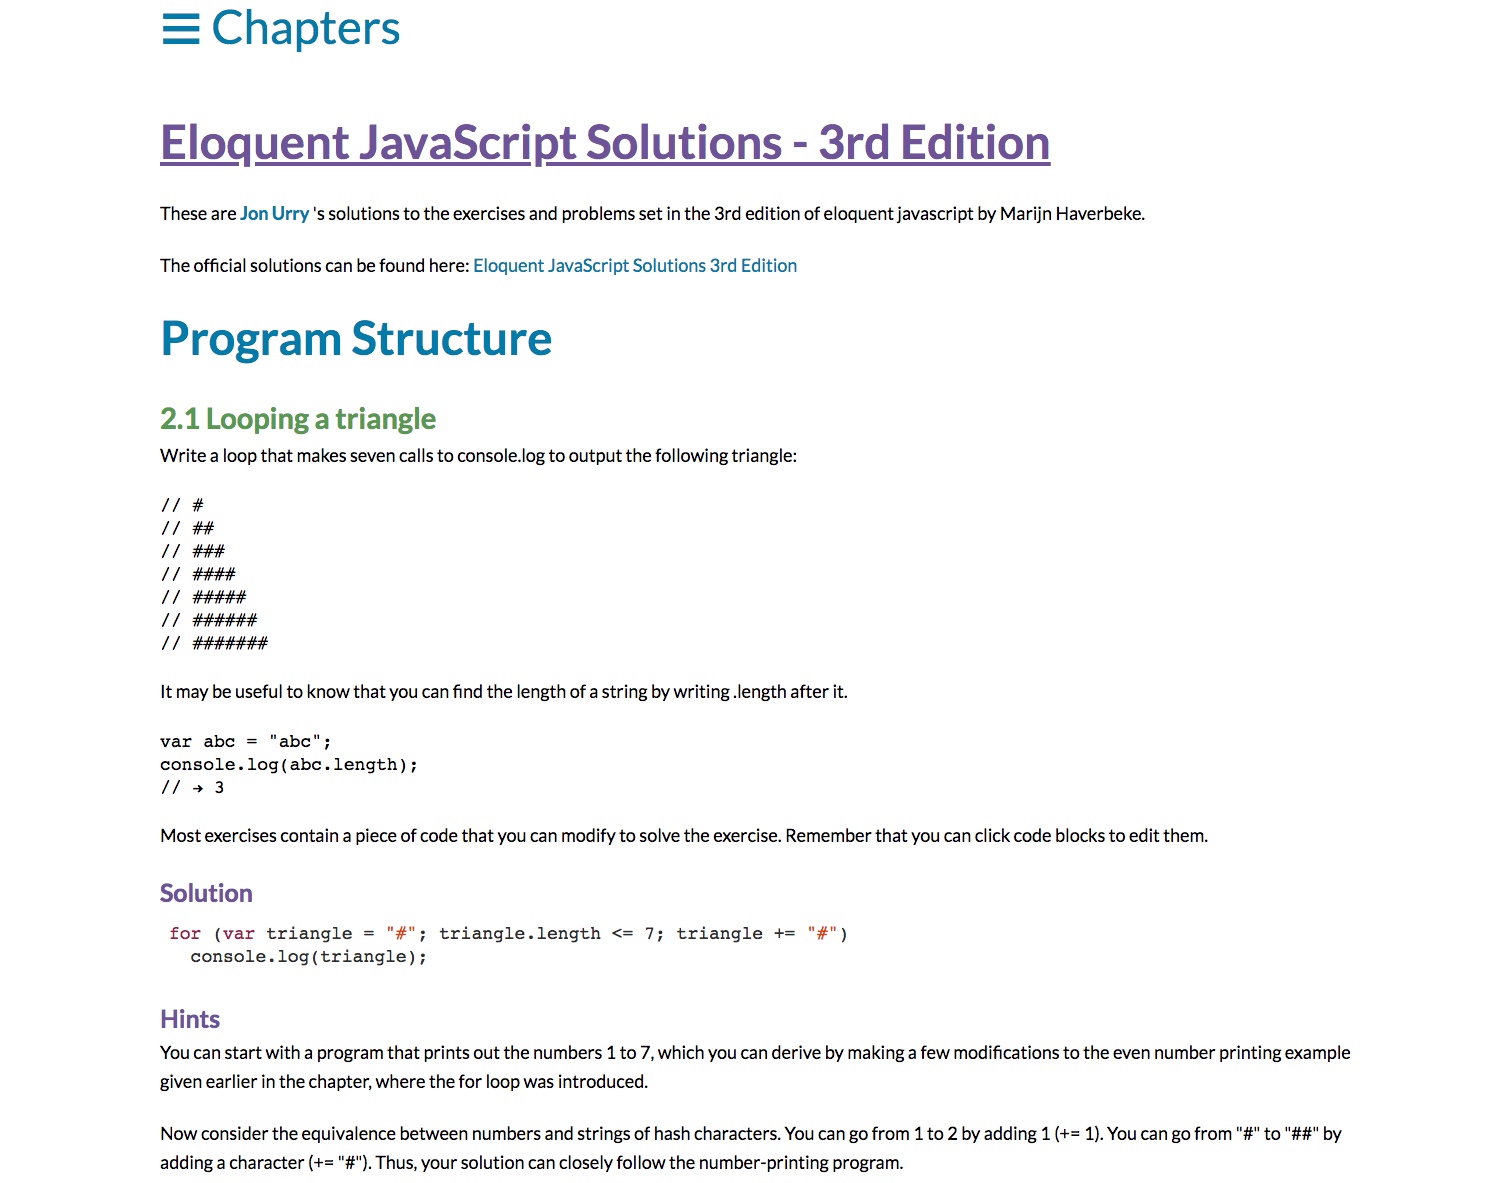 Chapters
Eloquent JavaScript Solutions - 3rd Edition
These are Jon Urry 's solutions to the exercises and problems set in the 3rd edition of eloquent javascript by Marijn Haverbeke.
The official solutions can be found here: Eloquent JavaScript Solutions 3rd Edition
Program Structure
2.1 Looping a triangle
Write a loop that makes seven calls to console.log to output the following triangle:
// #
// ##
// ###
// ####
// #####
// ######
// #######
It may be useful to know that you can find the length of a string by writing .length after it.
var abc = "abc";
console.log(abc.length);
// → 3
Most exercises contain a piece of code that you can modify to solve the exercise. Remember that you can click code blocks to edit them.
Solution
for (var triangle = "#"; triangle.length <= 7; triangle += "#")
  console.log(triangle);
Hints
You can start with a program that prints out the numbers 1 to 7, which you can derive by making a few modifications to the even number printing example
given earlier in the chapter, where the for loop was introduced.
Now consider the equivalence between numbers and strings of hash characters. You can go from 1 to 2 by adding 1 (+= 1). You can go from "#" to "##" by
adding a character (+= "#"). Thus, your solution can closely follow the number-printing program.